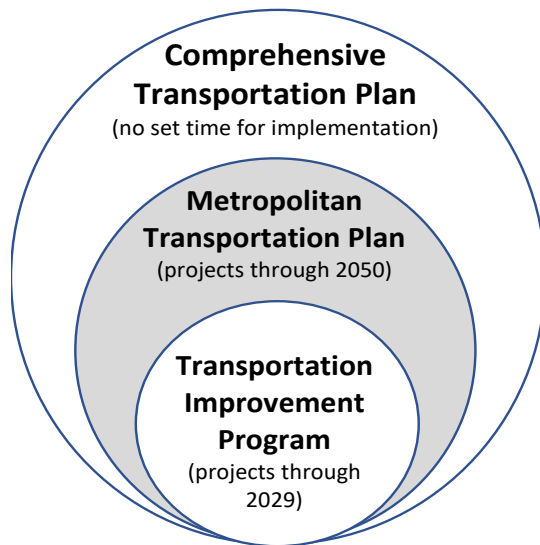 Comprehensive
Transportation Plan
(no set time for implementation)
Metropolitan
Transportation Plan
(projects through 2050)
Transportation
Improvement
Program
(projects through
2029)